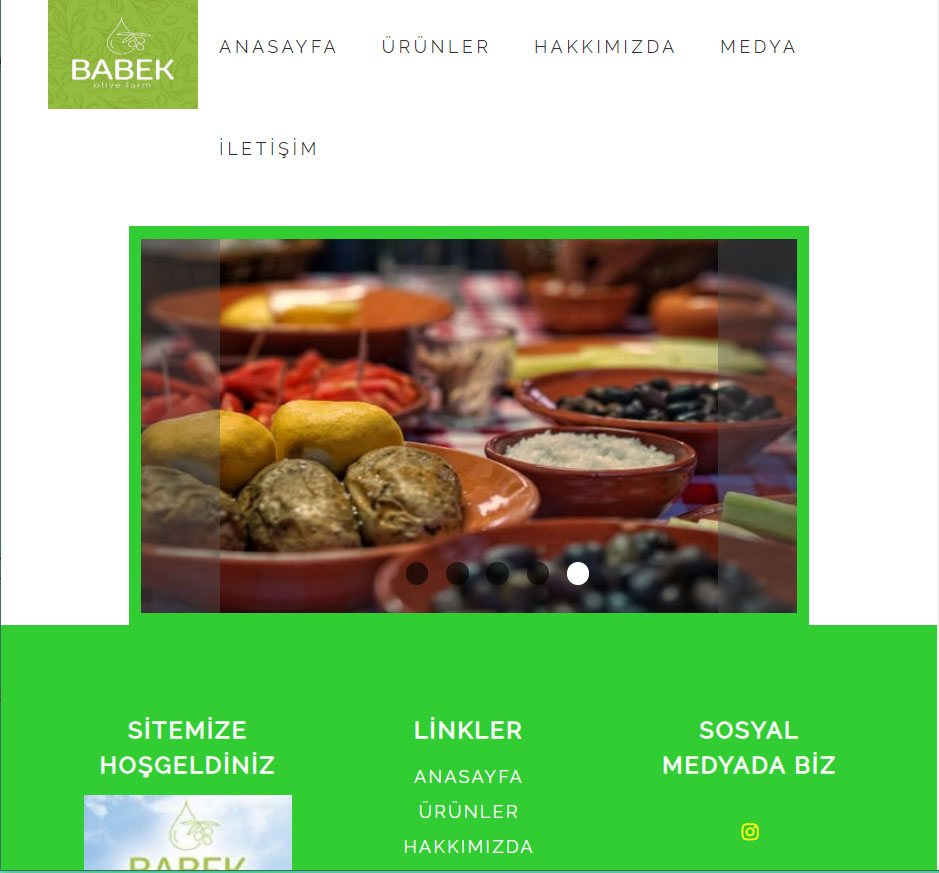 BABEK
olive farm
ANASAYFA ÜRÜNLER HAKKIMIZDA MEDYA
İLETİŞİM
SİTEMİZE
HOŞGELDİNİZ
BABEK
LİNKLER
ANASAYFA
ÜRÜNLER
HAKKIMIZDA
SOSYAL
MEDYADA BİZ